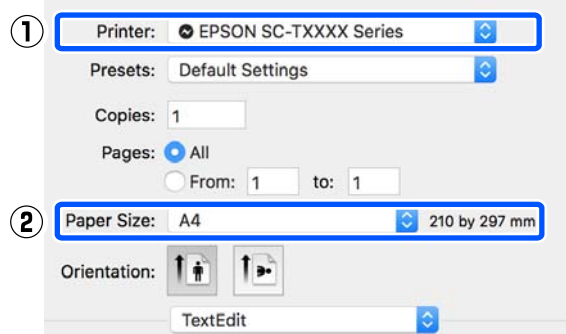 ① Printer: EPSON SC-TXXXX Series
Presets: Default Settings
Copies: 1
Pages: All
From: 1 to: 1
② Paper Size: A4 210 by 297 mm
Orientation:
TextEdit